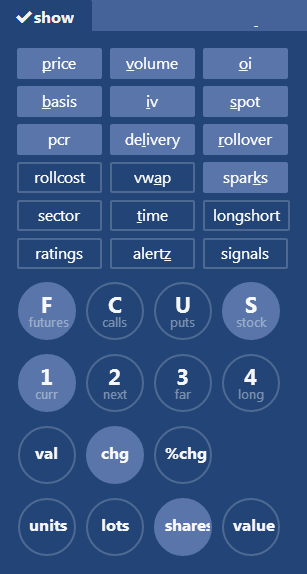 show
price volume oi
basis iv spot
pcr delivery rollover
rollcost vwap sparks
sector time longshort
ratings alertz signals
F C U S
futures calls puts stock
1 2 3 4
curr next far long
val chg %chg
units lots shares value